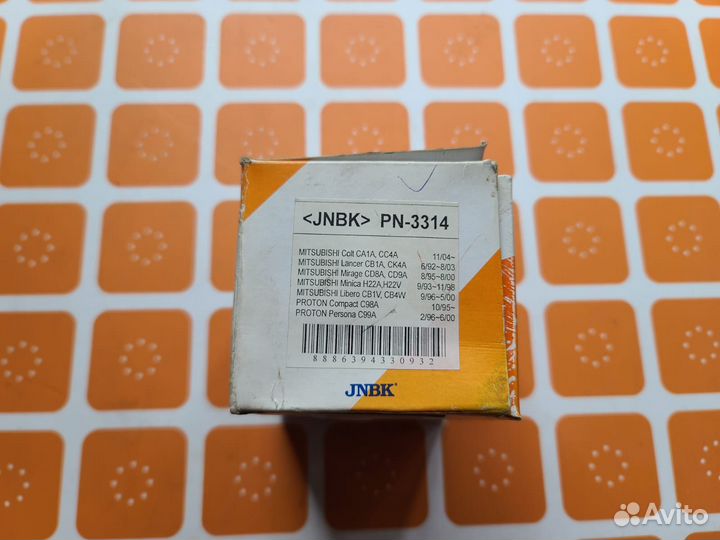 <JNBK> PN-3314
MITSUBISHI Colt CA1A, CC4A 11/04~
MITSUBISHI Lancer CB1A, CK4A 6/92~8/03
MITSUBISHI Mirage CD8A, CD9A 8/95~8/00
MITSUBISHI Minica H22A,H22V 9/93~11/98
MITSUBISHI Libero CB1V, CB4W 9/96~5/00
PROTON Compact C98A 10/95~
PROTON Persona C99A 2/96~6/00
8886394330932
JNBK
Avito